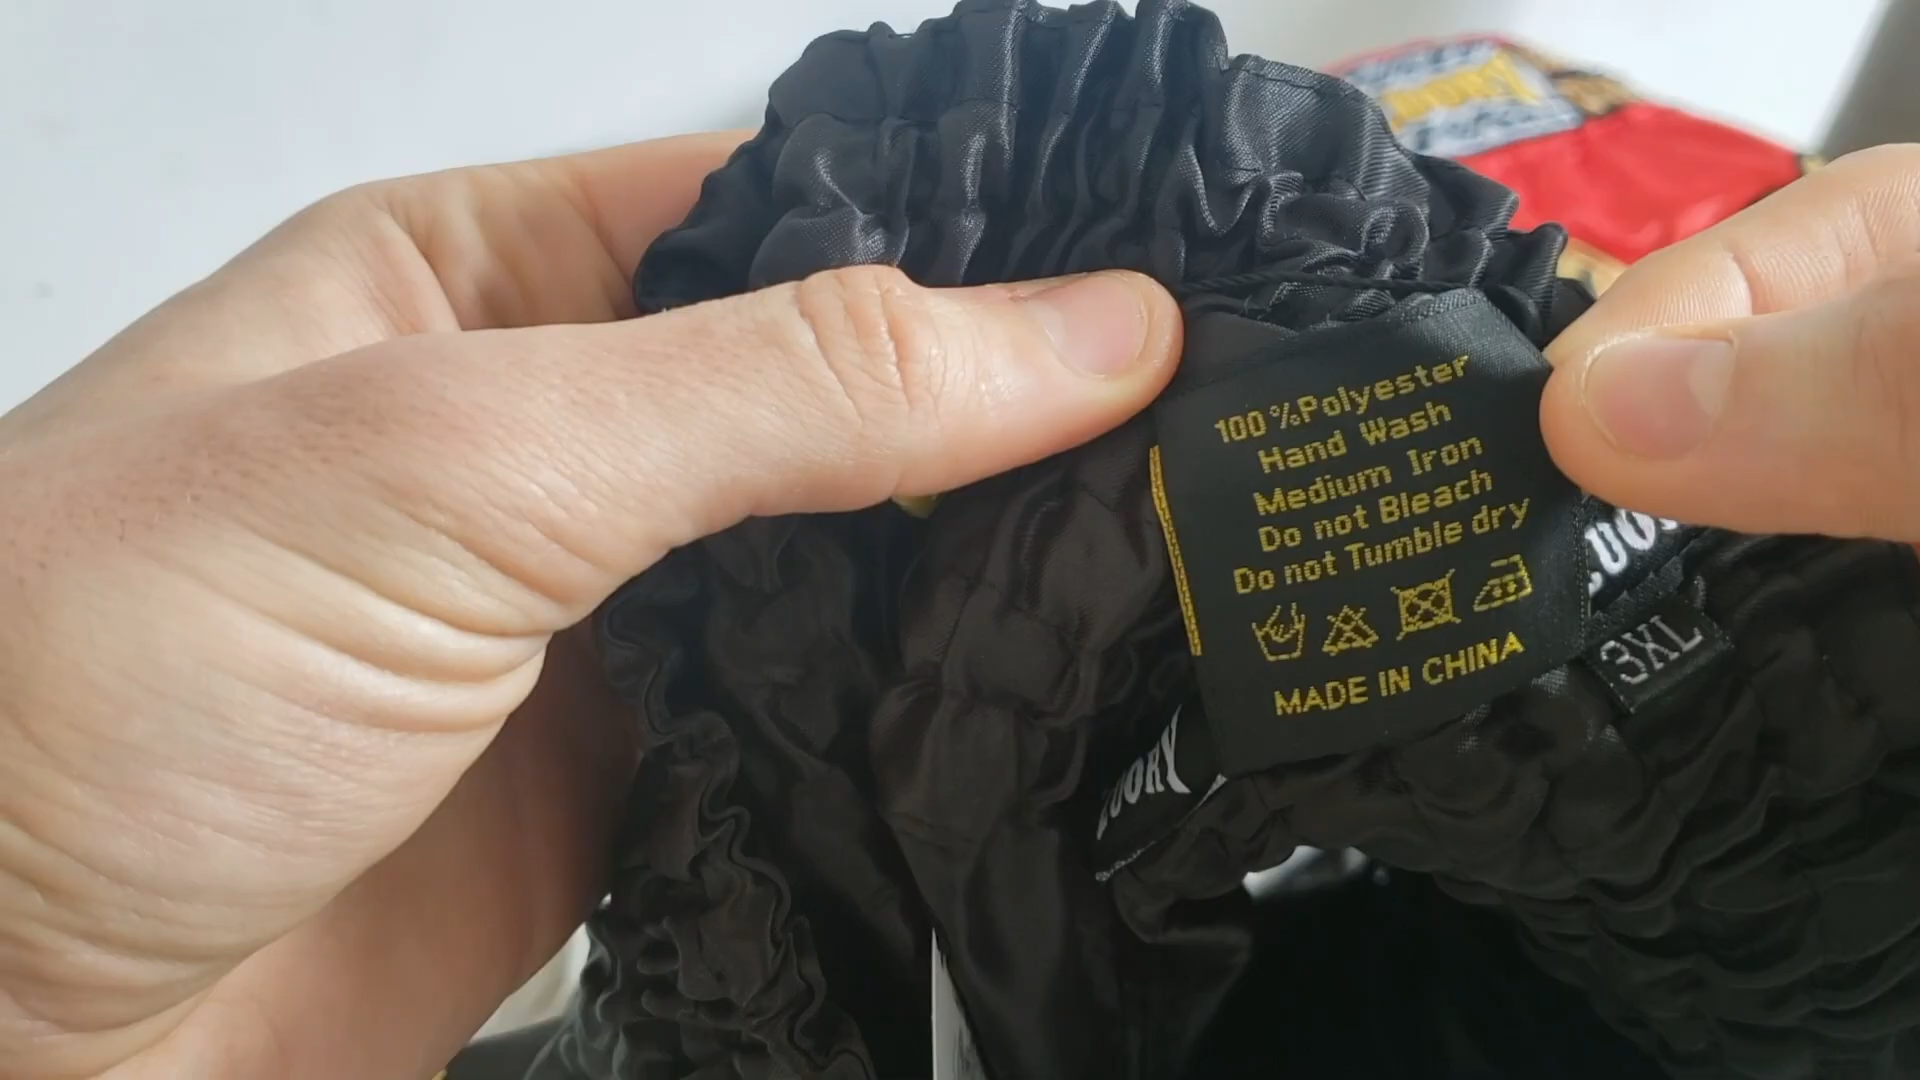 100%Polyester
Hand Wash
Medium Iron
Do not Bleach
Do not Tumble dry
MADE IN CHINA
3XL